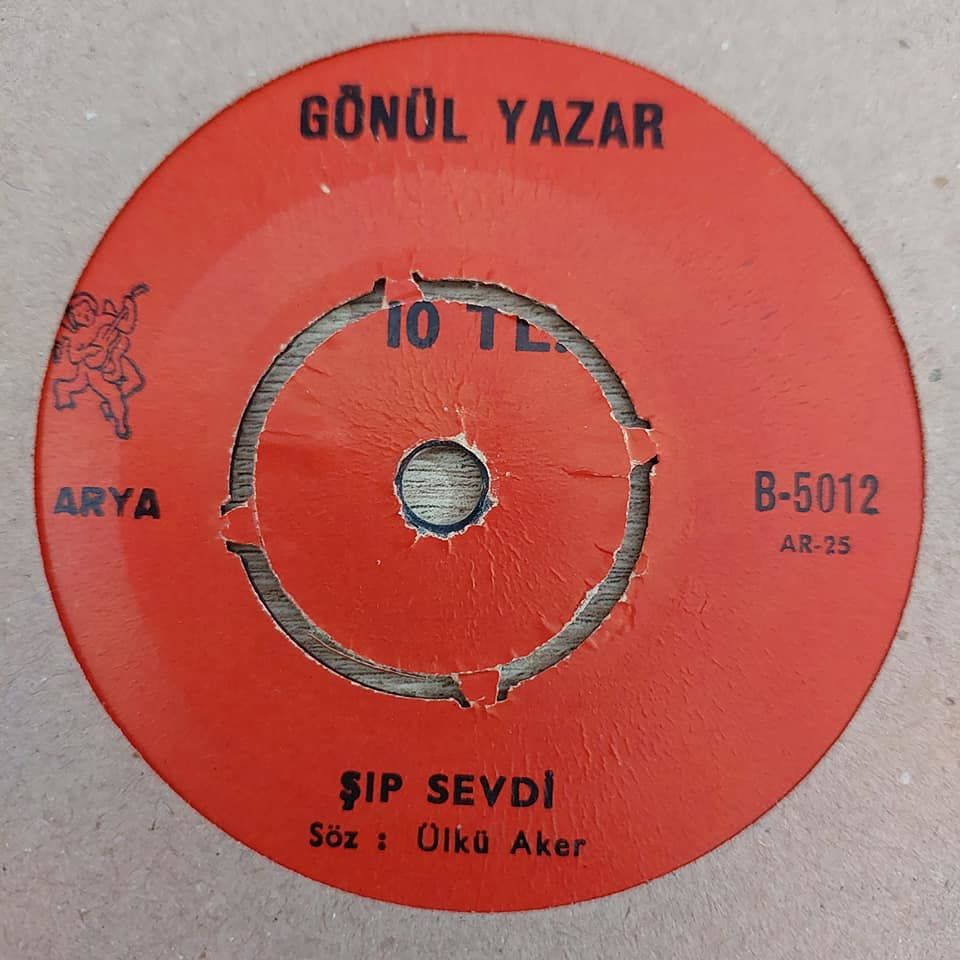 GÖNÜL YAZAR
10 TL.
ARYA
B-5012
AR-25
ŞIP SEVDİ
Söz : Ülkü Aker